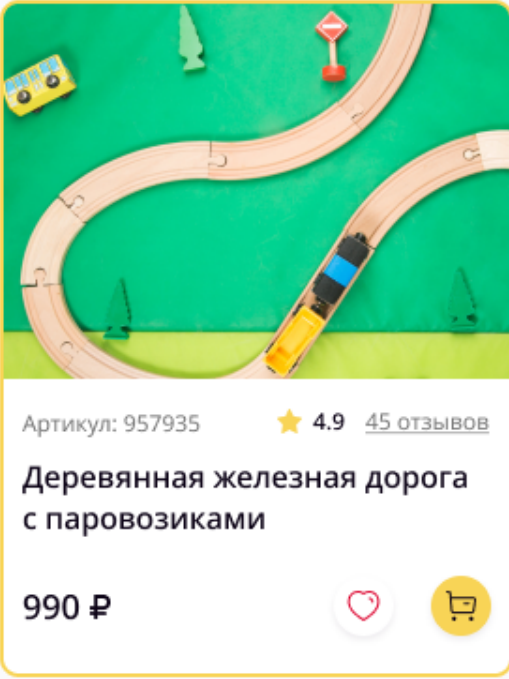 Артикул: 957935 4.9 45 отзывов
Деревянная железная дорога
с паровозиками
990 ₽